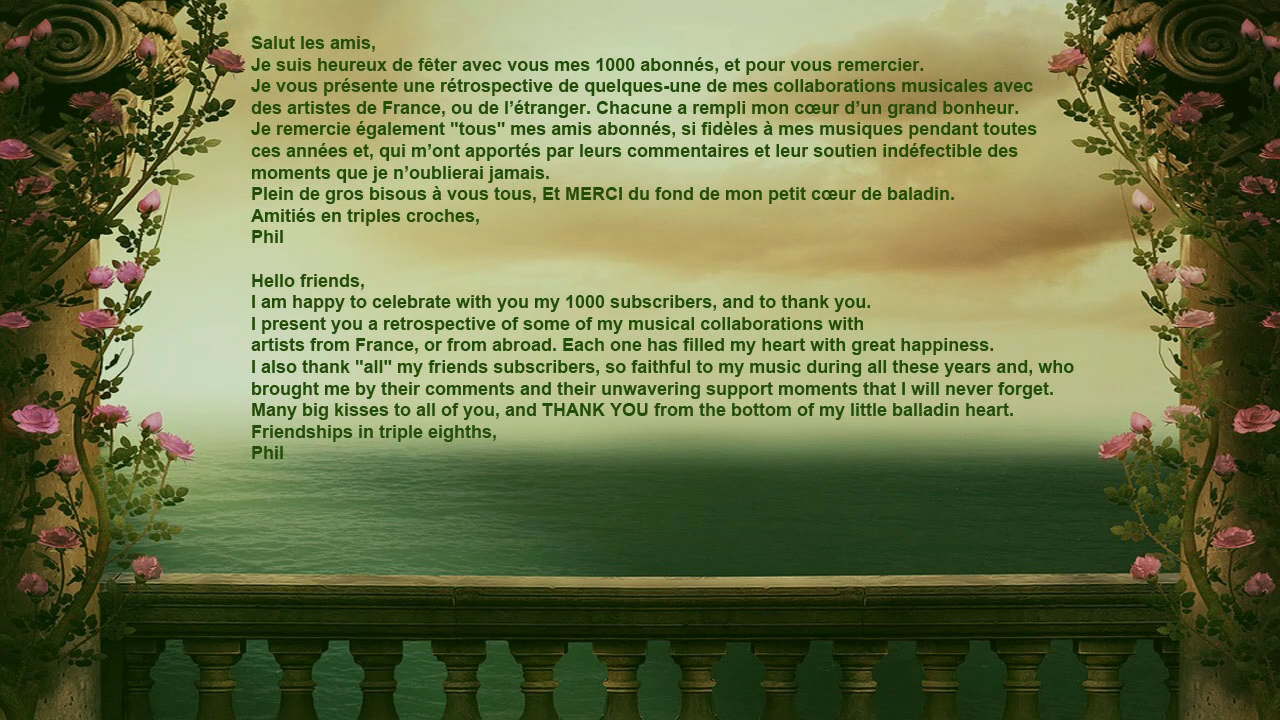 Salut les amis,
Je suis heureux de fêter avec vous mes 1000 abonnés, et pour vous remercier.
Je vous présente une rétrospective de quelques-une de mes collaborations musicales avec
des artistes de France, ou de l’étranger. Chacune a rempli mon cœur d’un grand bonheur.
Je remercie également "tous" mes amis abonnés, si fidèles à mes musiques pendant toutes
ces années et, qui m’ont apportés par leurs commentaires et leur soutien indéfectible des
moments que je n’oublierai jamais.
Plein de gros bisous à vous tous, Et MERCI du fond de mon petit cœur de baladin.
Amitiés en triples croches,
Phil
Hello friends,
I am happy to celebrate with you my 1000 subscribers, and to thank you.
I present you a retrospective of some of my musical collaborations with
artists from France, or from abroad. Each one has filled my heart with great happiness.
I also thank "all" my friends subscribers, so faithful to my music during all these years and, who
brought me by their comments and their unwavering support moments that I will never forget.
Many big kisses to all of you, and THANK YOU from the bottom of my little balladin heart.
Friendships in triple eighths,
Phil